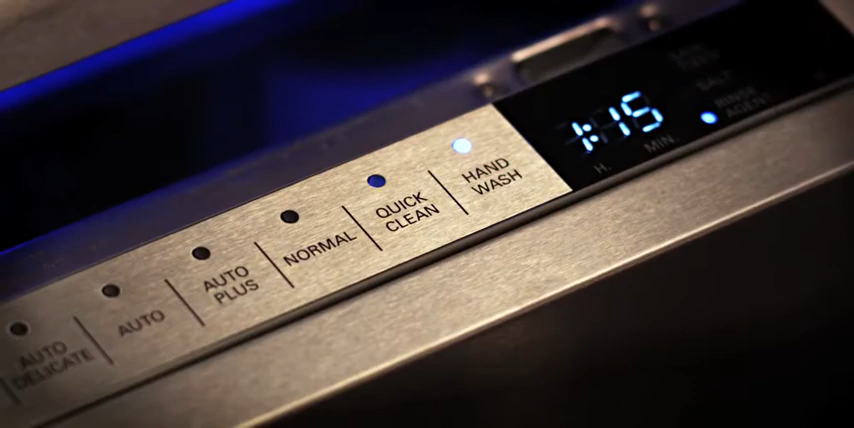 AUTO
DELICATE
AUTO
AUTO
PLUS
NORMAL
QUICK
CLEAN
HAND
WASH
1:15
H.
MIN.
SALT
RINSE
AGENT